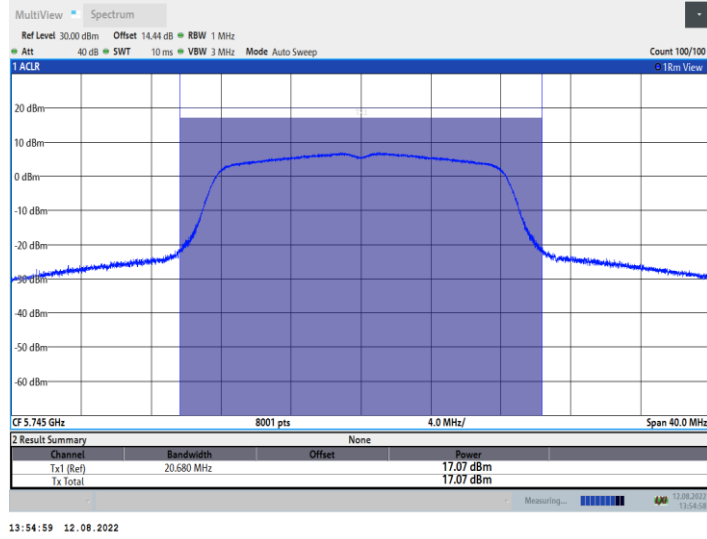 MultiView Spectrum
Ref Level 30.00 dBm Offset 14.44 dB RBW 1 MHz
Att 40 dB SWT 10 ms VBW 3 MHz Mode Auto Sweep Count 100/100
1 ACLR 1Rm View
20 dBm
10 dBm
0 dBm
-10 dBm
-20 dBm
-30 dBm
-40 dBm
-50 dBm
-60 dBm
CF 5.745 GHz 8001 pts 4.0 MHz/ Span 40.0 MHz
2 Result Summary None
Channel Bandwidth Offset Power
Tx1 (Ref) 20.680 MHz 17.07 dBm
Tx Total 17.07 dBm
Measuring... 12.08.2022
13:54:58
13:54:59 12.08.2022